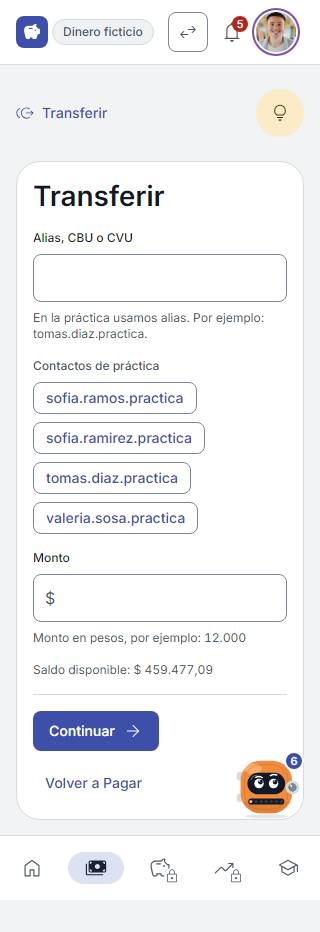 Dinero ficticio
5
Transferir
Transferir
Alias, CBU o CVU
En la práctica usamos alias. Por ejemplo:
tomas.diaz.practica.
Contactos de práctica
sofia.ramos.practica
sofia.ramirez.practica
tomas.diaz.practica
valeria.sosa.practica
Monto
$
Monto en pesos, por ejemplo: 12.000
Saldo disponible: $ 459.477,09
Continuar
6
Volver a Pagar